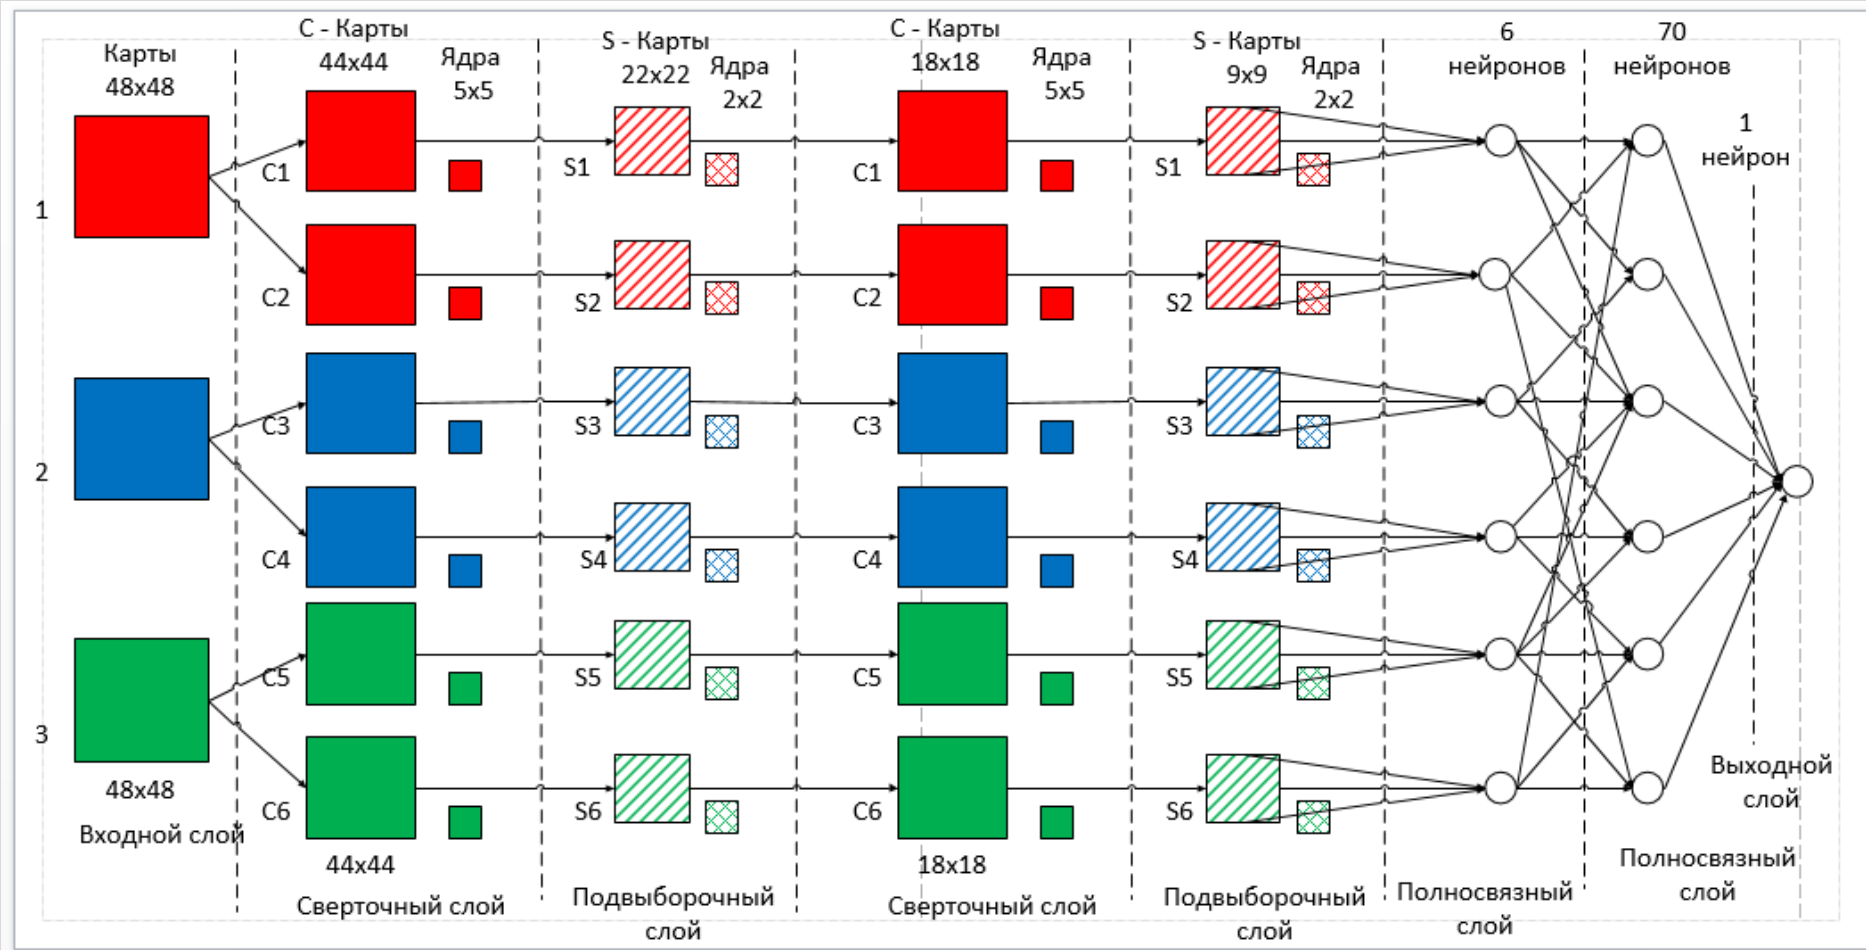 Карты
48x48
С - Карты
44x44
Ядра
5x5
S - Карты
22x22
Ядра
2x2
С - Карты
18x18
Ядра
5x5
S - Карты
9x9
Ядра
2x2
6
нейронов
70
нейронов
1
нейрон
1
C1
S1
C1
S1
C2
S2
C2
S2
2
C3
S3
C3
S3
C4
S4
C4
S4
3
C5
S5
C5
S5
C6
S6
C6
S6
48x48
Входной слой
44x44
Сверточный слой
Подвыборочный
слой
18x18
Сверточный слой
Подвыборочный
слой
Полносвязный
слой
Полносвязный
слой
Выходной
слой